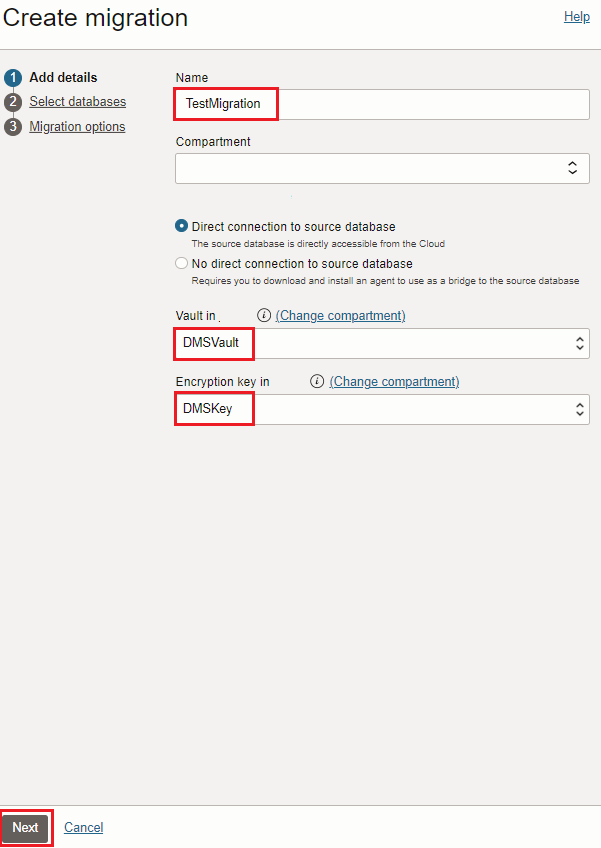 Create migration
Help
1 Add details
2 Select databases
3 Migration options
Name
TestMigration
Compartment
Direct connection to source database
The source database is directly accessible from the Cloud
No direct connection to source database
Requires you to download and install an agent to use as a bridge to the source database
Vault in i (Change compartment)
DMSVault
Encryption key in i (Change compartment)
DMSKey
Next Cancel